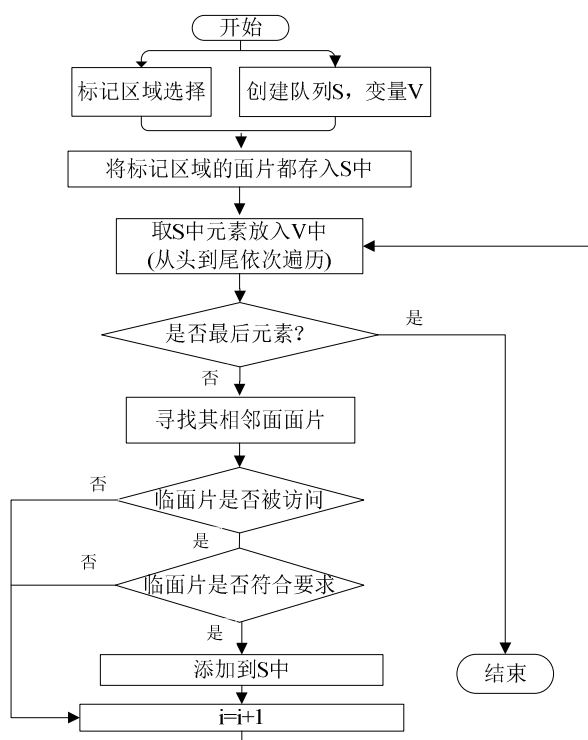 开始
标记区域选择
创建队列S，变量V
将标记区域的面片都存入S中
取S中元素放入V中
(从头到尾依次遍历)
是否最后元素？
是
否
寻找其相邻面面片
否
临面片是否被访问
是
否
临面片是否符合要求
是
添加到S中
结束
i=i+1